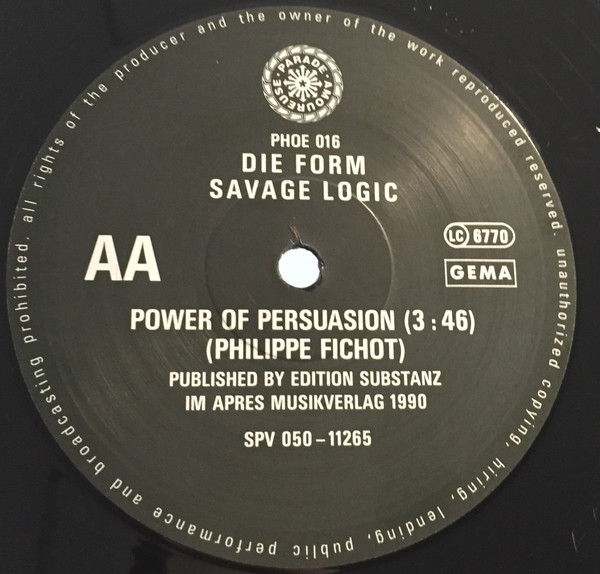 all rights of the producer and the owner of the work reproduced reserved. unauthorized copying, hiring, lending, public performance and broadcasting prohibited.
· PARADE · AMOUREUSE
PHOE 016
DIE FORM
SAVAGE LOGIC
AA
LC 6770
GEMA
POWER OF PERSUASION (3 : 46)
(PHILIPPE FICHOT)
PUBLISHED BY EDITION SUBSTANZ
IM APRES MUSIKVERLAG 1990
SPV 050 – 11265